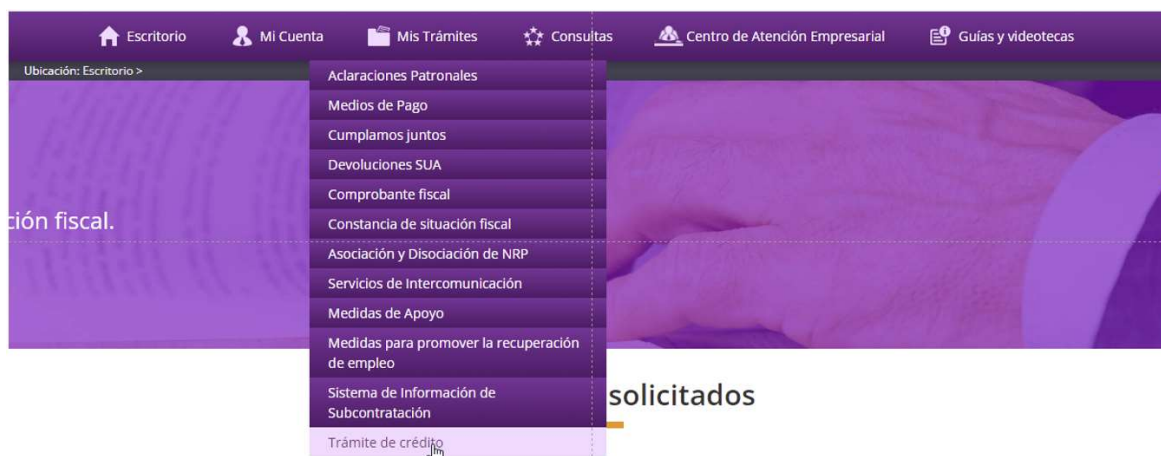 Escritorio Mi Cuenta Mis Trámites Consultas Centro de Atención Empresarial Guías y videotecas
Ubicación: Escritorio >
Aclaraciones Patronales
Medios de Pago
Cumplamos juntos
Devoluciones SUA
Comprobante fiscal
ción fiscal.
Constancia de situación fiscal
Asociación y Disociación de NRP
Servicios de Intercomunicación
Medidas de Apoyo
Medidas para promover la recuperación
de empleo
Sistema de Información de
Subcontratación
solicitados
Trámite de crédito